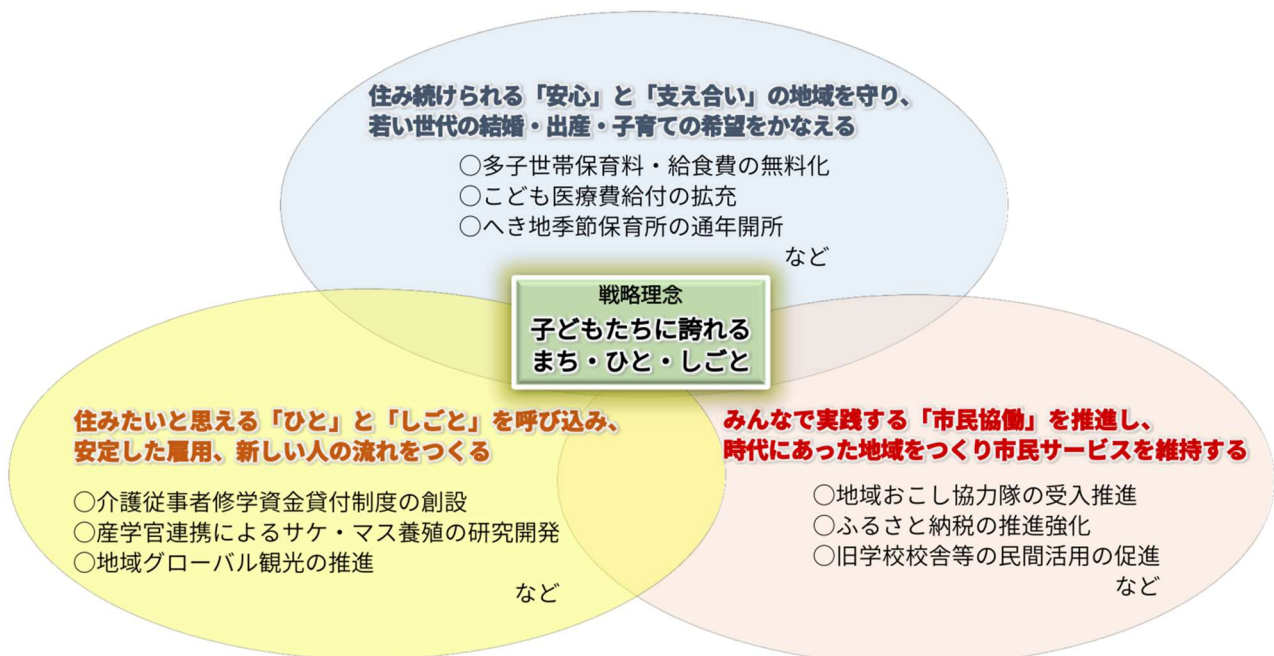 住み続けられる「安心」と「支え合い」の地域を守り、
若い世代の結婚・出産・子育ての希望をかなえる
○多子世帯保育料・給食費の無料化
○こども医療費給付の拡充
○へき地季節保育所の通年開所
など
戦略理念
子どもたちに誇れる
まち・ひと・しごと
住みたいと思える「ひと」と「しごと」を呼び込み、
安定した雇用、新しい人の流れをつくる
○介護従事者修学資金貸付制度の創設
○産学官連携によるサケ・マス養殖の研究開発
○地域グローバル観光の推進
など
みんなで実践する「市民協働」を推進し、
時代にあった地域をつくり市民サービスを維持する
○地域おこし協力隊の受入推進
○ふるさと納税の推進強化
○旧学校校舎等の民間活用の促進
など